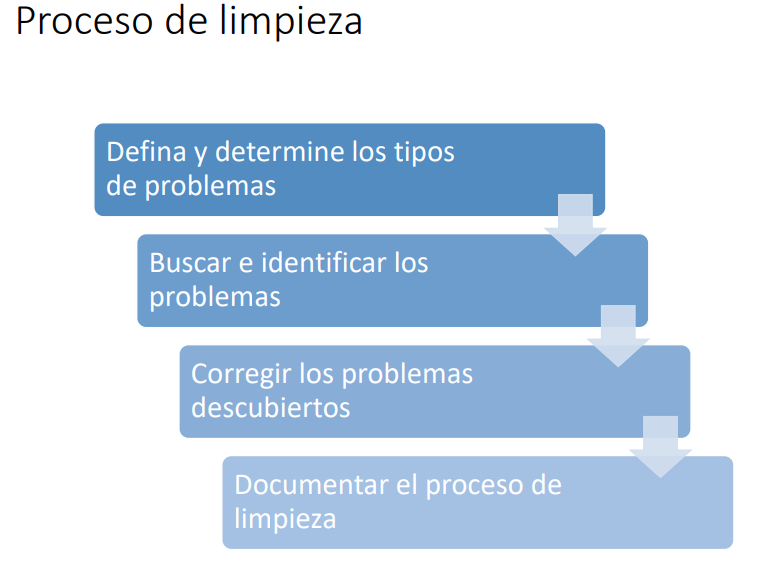 Proceso de limpieza
Defina y determine los tipos
de problemas
Buscar e identificar los
problemas
Corregir los problemas
descubiertos
Documentar el proceso de
limpieza